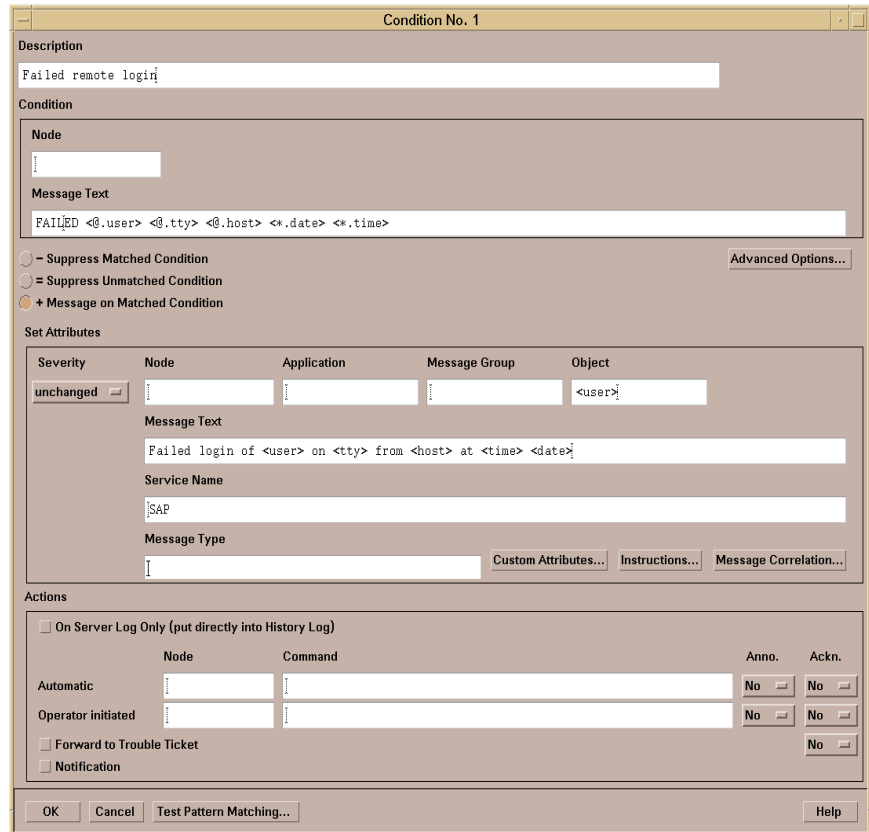 Condition No. 1
Description
Failed remote login
Condition
Node
Message Text
FAILED <@.user> <@.tty> <@.host> <*.date> <*.time>
- Suppress Matched Condition
Advanced Options...
= Suppress Unmatched Condition
+ Message on Matched Condition
Set Attributes
Severity Node Application Message Group Object
unchanged <user>
Message Text
Failed login of <user> on <tty> from <host> at <time> <date>
Service Name
SAP
Message Type
Custom Attributes... Instructions... Message Correlation...
Actions
On Server Log Only (put directly into History Log)
Node Command Anno. Ackn.
Automatic No No
Operator initiated No No
Forward to Trouble Ticket No
Notification
OK Cancel Test Pattern Matching... Help